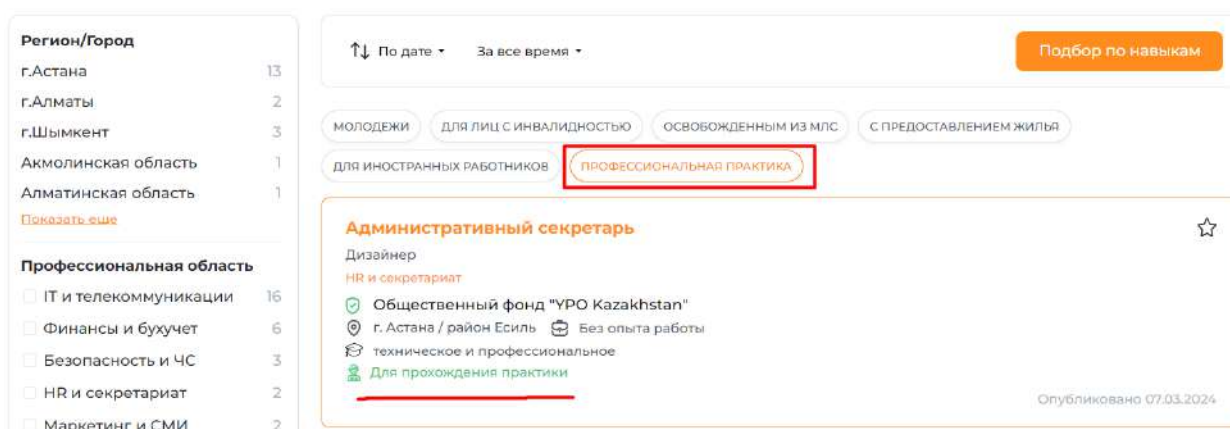 Регион/Город
г.Астана 13
г.Алматы 2
г.Шымкент 3
Акмолинская область 1
Алматинская область 1
Показать еще
Профессиональная область
IT и телекоммуникации 16
Финансы и бухучет 6
Безопасность и ЧС 3
HR и секретариат 2
Маркетинг и СМИ 2
По дате За все время Подбор по навыкам
МОЛОДЕЖИ ДЛЯ ЛИЦ С ИНВАЛИДНОСТЬЮ ОСВОБОЖДЕННЫМ ИЗ МЛС С ПРЕДОСТАВЛЕНИЕМ ЖИЛЬЯ
ДЛЯ ИНОСТРАННЫХ РАБОТНИКОВ ПРОФЕССИОНАЛЬНАЯ ПРАКТИКА
Административный секретарь
Дизайнер
HR и секретариат
Общественный фонд "YPO Kazakhstan"
г. Астана / район Есиль Без опыта работы
техническое и профессиональное
Для прохождения практики
Опубликовано 07.03.2024